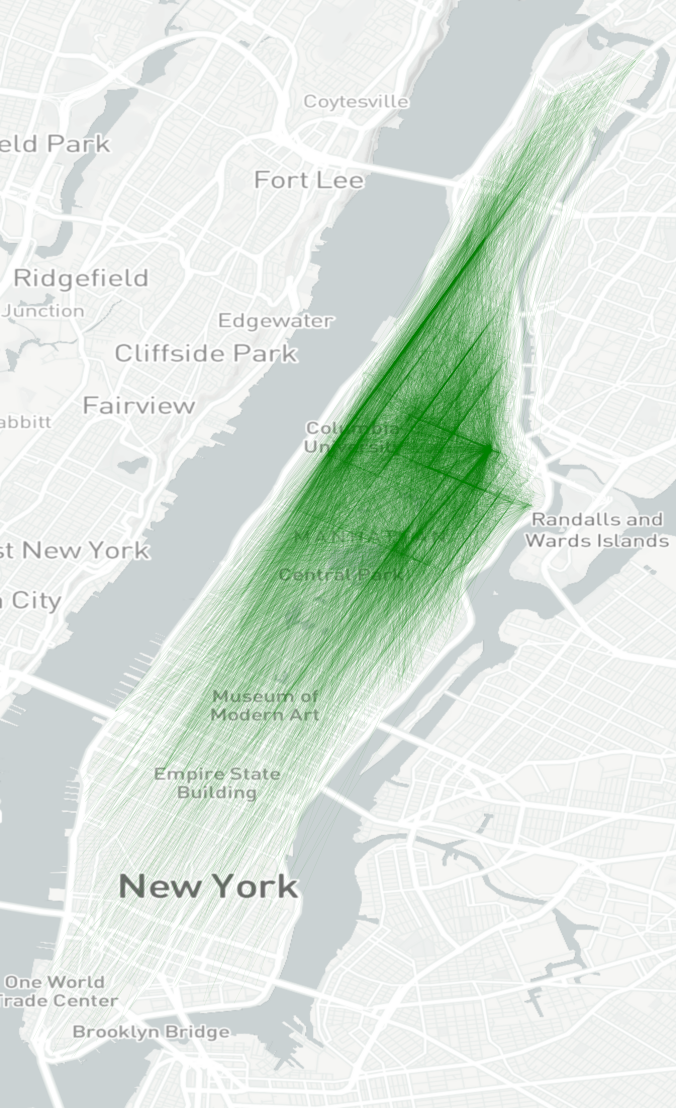 Coytesville
eld Park
Fort Lee
Ridgefield
Junction
Edgewater
Cliffside Park
Fairview
abbitt
Columbia
University
Randalls and
Wards Islands
MANHATTAN
st New York
Central Park
n City
Museum of
Modern Art
Empire State
Building
New York
One World
Trade Center
Brooklyn Bridge